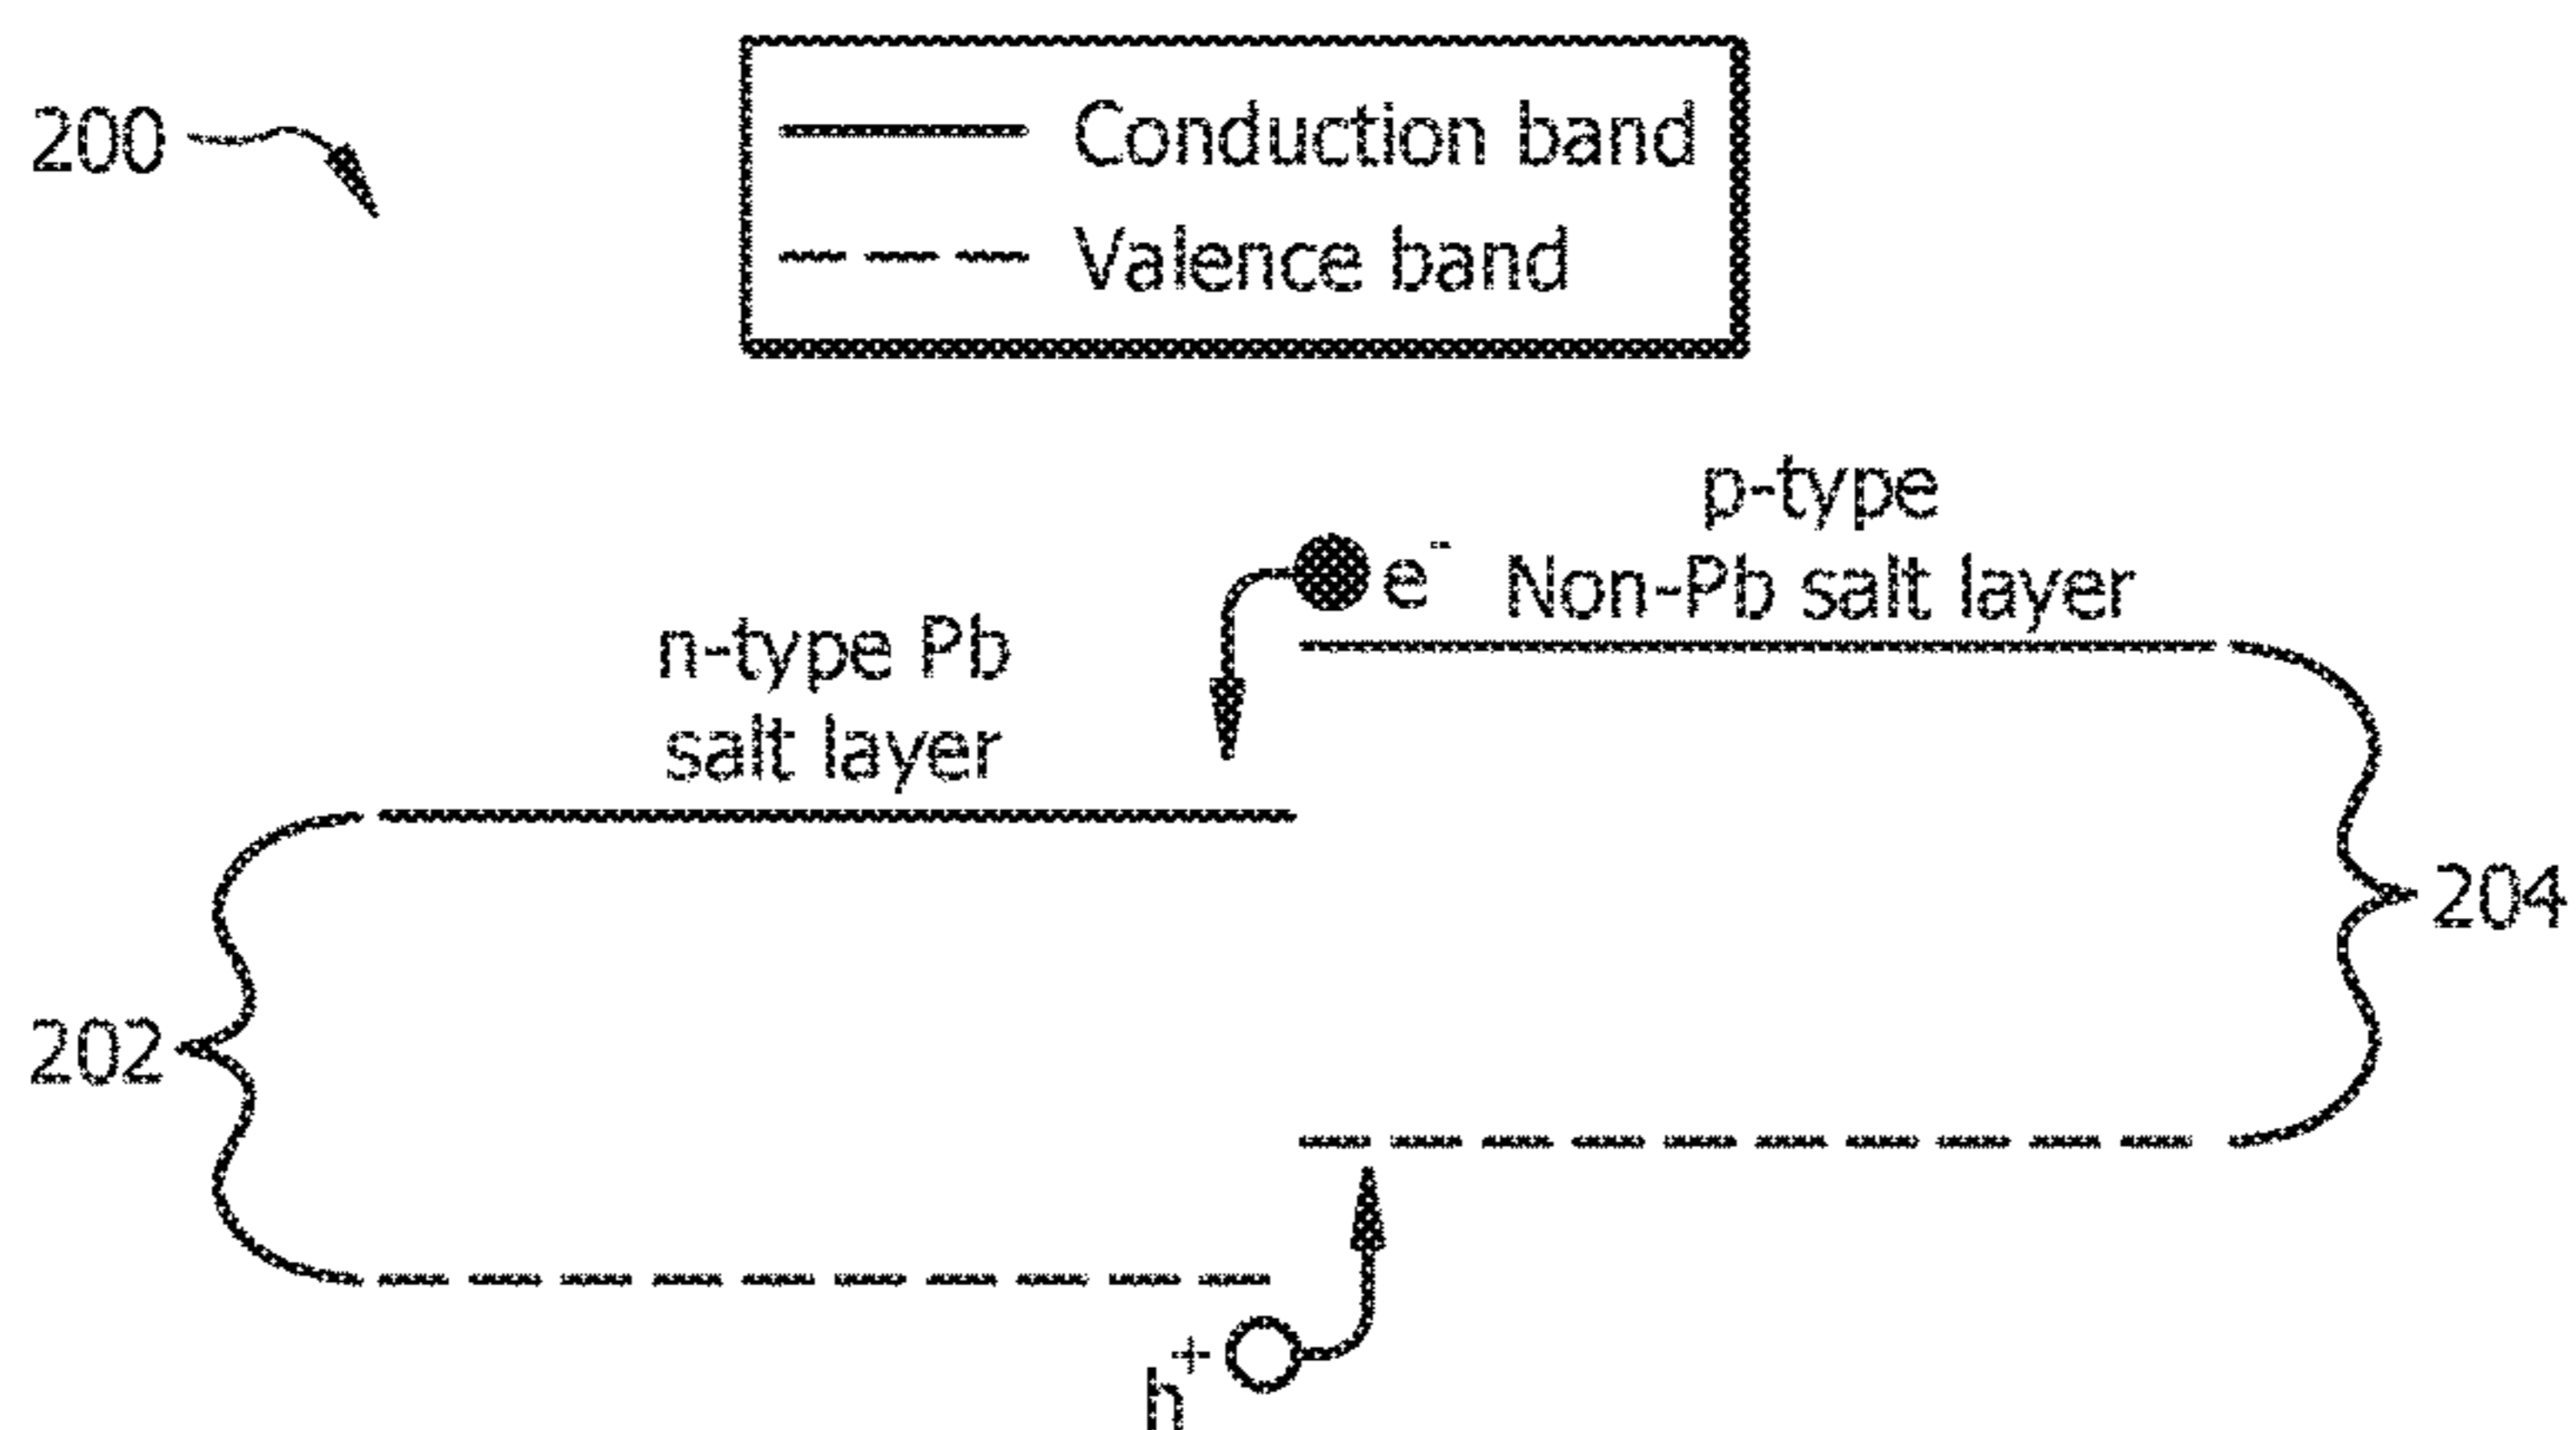 200
Conduction band
Valence band
p-type
Non-Pb salt layer
e⁻
n-type Pb
salt layer
204
202
h⁺